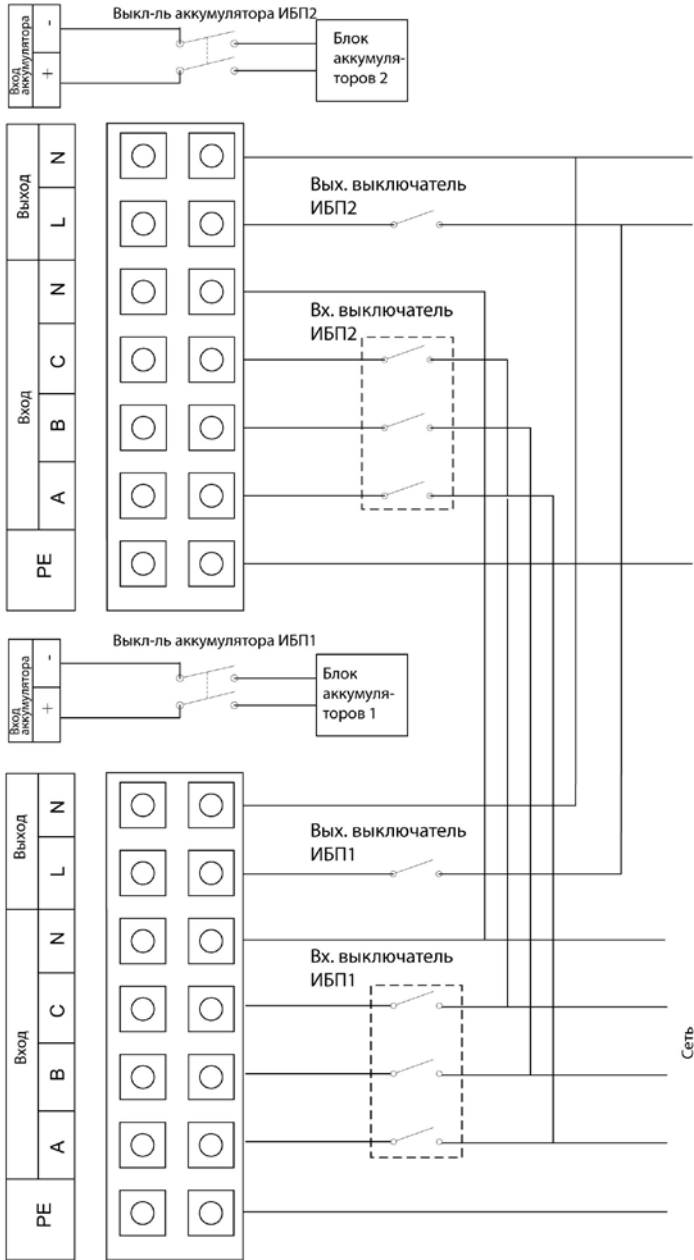 Выкл-ль аккумулятора ИБП2
Вход
аккумулятора
-
+
Блок
аккумуля-
торов 2
Выход
N
L
Вход
N
C
B
A
PE
Вых. выключатель
ИБП2
Вх. выключатель
ИБП2
Выкл-ль аккумулятора ИБП1
Вход
аккумулятора
-
+
Блок
аккумуля-
торов 1
Выход
N
L
Вход
N
C
B
A
PE
Вых. выключатель
ИБП1
Вх. выключатель
ИБП1
Сеть